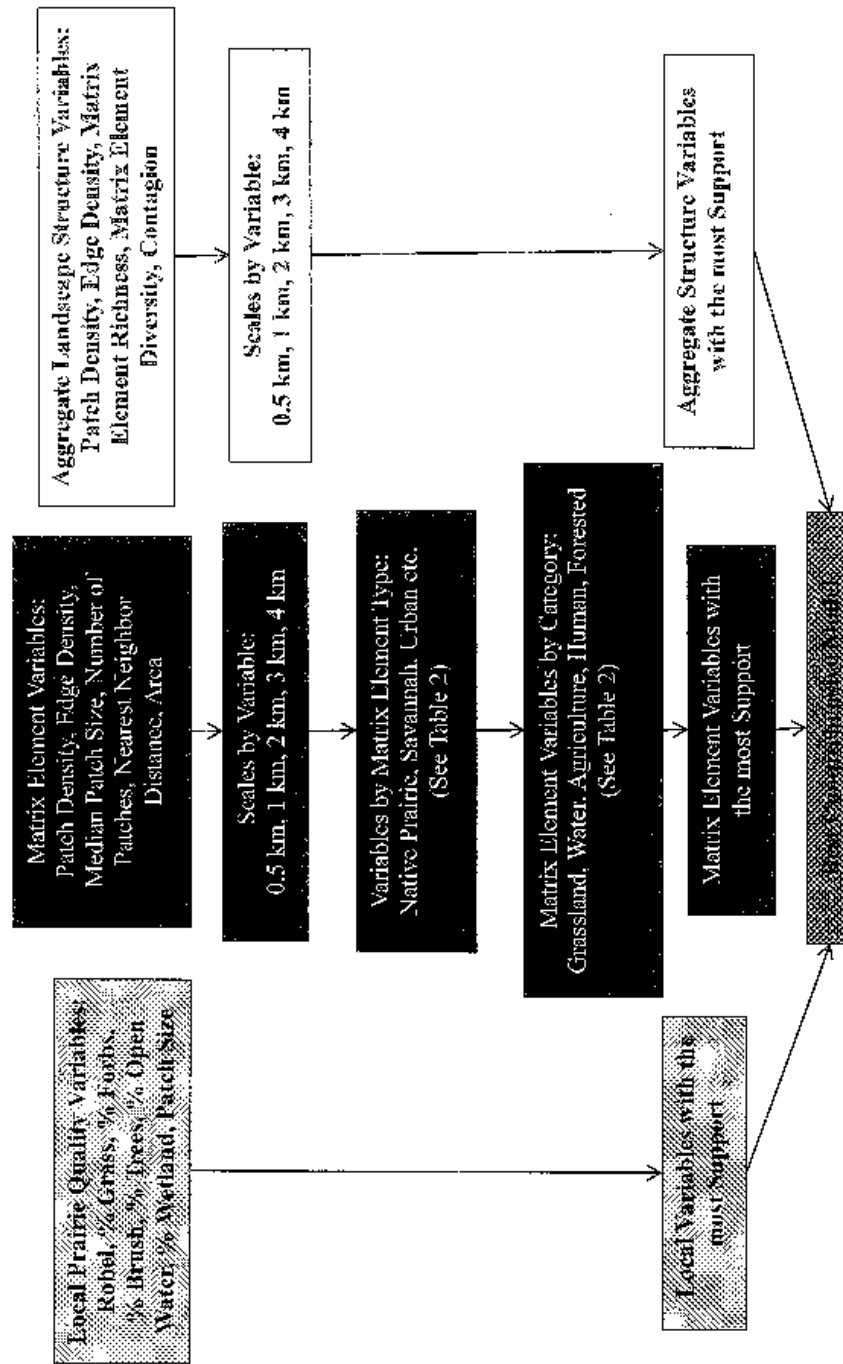 Local Prairie Quality Variables:
Robel, % Grass, % Forbs,
% Brush, % Trees, % Open
Water, % Wetland, Patch Size
Local Variables with the
most Support
Matrix Element Variables:
Patch Density, Edge Density,
Median Patch Size, Number of
Patches, Nearest Neighbor
Distance, Area
Scales by Variable:
0.5 km, 1 km, 2 km, 3 km, 4 km
Variables by Matrix Element Type:
Native Prairie, Savannah, Urban etc.
(See Table 2)
Matrix Element Variables by Category:
Grassland, Water, Agriculture, Human, Forested
(See Table 2)
Matrix Element Variables with
the most Support
Aggregate Landscape Structure Variables:
Patch Density, Edge Density, Matrix
Element Richness, Matrix Element
Diversity, Contagion
Scales by Variable:
0.5 km, 1 km, 2 km, 3 km, 4 km
Aggregate Structure Variables
with the most Support